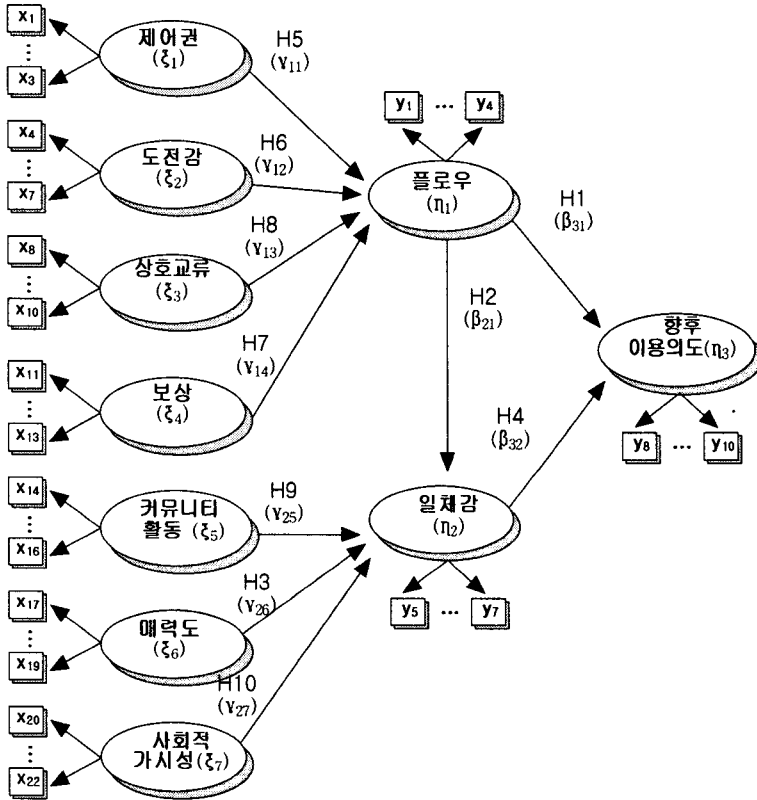 x1
⋮
x3
제어권
(ξ1)
H5
(γ11)
x4
⋮
x7
도전감
(ξ2)
H6
(γ12)
x8
⋮
x10
상호교류
(ξ3)
H8
(γ13)
x11
⋮
x13
보상
(ξ4)
H7
(γ14)
y1 ... y4
플로우
(η1)
H1
(β31)
H2
(β21)
향후
이용의도(η3)
y8 ... y10
H4
(β32)
x14
⋮
x16
커뮤니티
활동 (ξ5)
H9
(γ25)
일체감
(η2)
y5 ... y7
x17
⋮
x19
매력도
(ξ6)
H3
(γ26)
x20
⋮
x22
사회적
가시성(ξ7)
H10
(γ27)